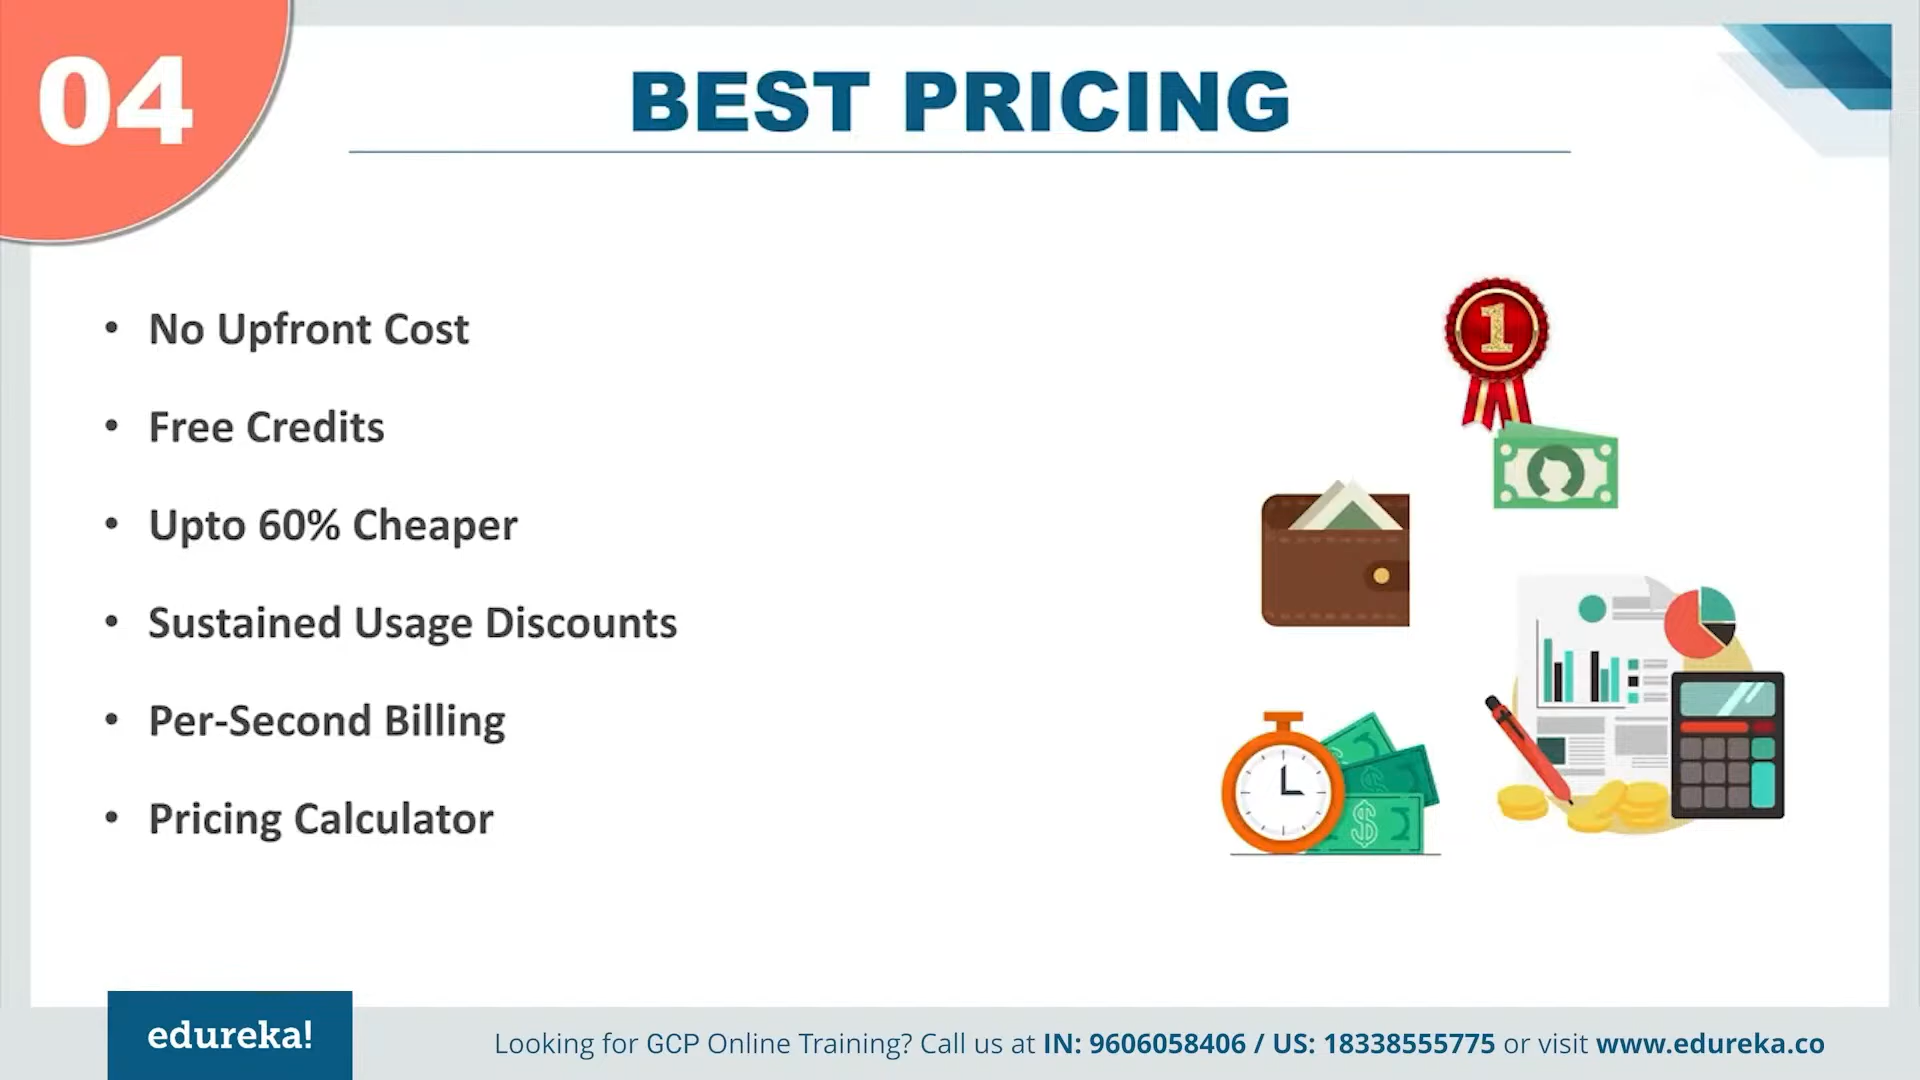 04
BEST PRICING
• No Upfront Cost
• Free Credits
• Upto 60% Cheaper
• Sustained Usage Discounts
• Per-Second Billing
• Pricing Calculator
1
$
edureka!
Looking for GCP Online Training? Call us at IN: 9606058406 / US: 18338555775 or visit www.edureka.co